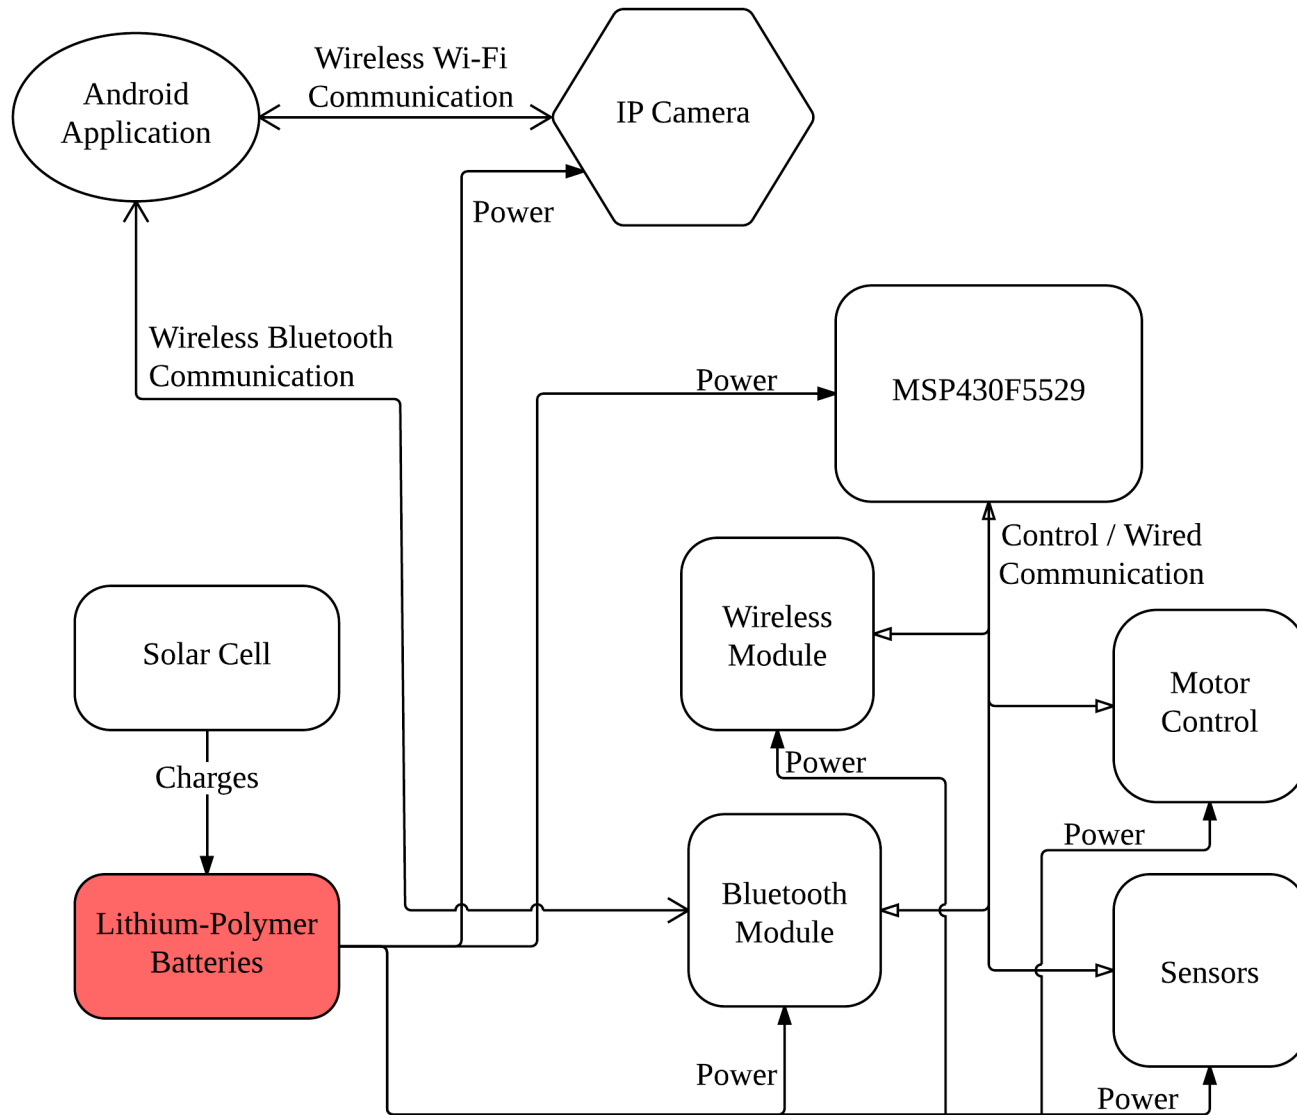 Android
Application
Wireless Wi-Fi
Communication
IP Camera
Power
Wireless Bluetooth
Communication
Power
MSP430F5529
Control / Wired
Communication
Wireless
Module
Solar Cell
Motor
Control
Power
Charges
Power
Bluetooth
Module
Lithium-Polymer
Batteries
Sensors
Power
Power